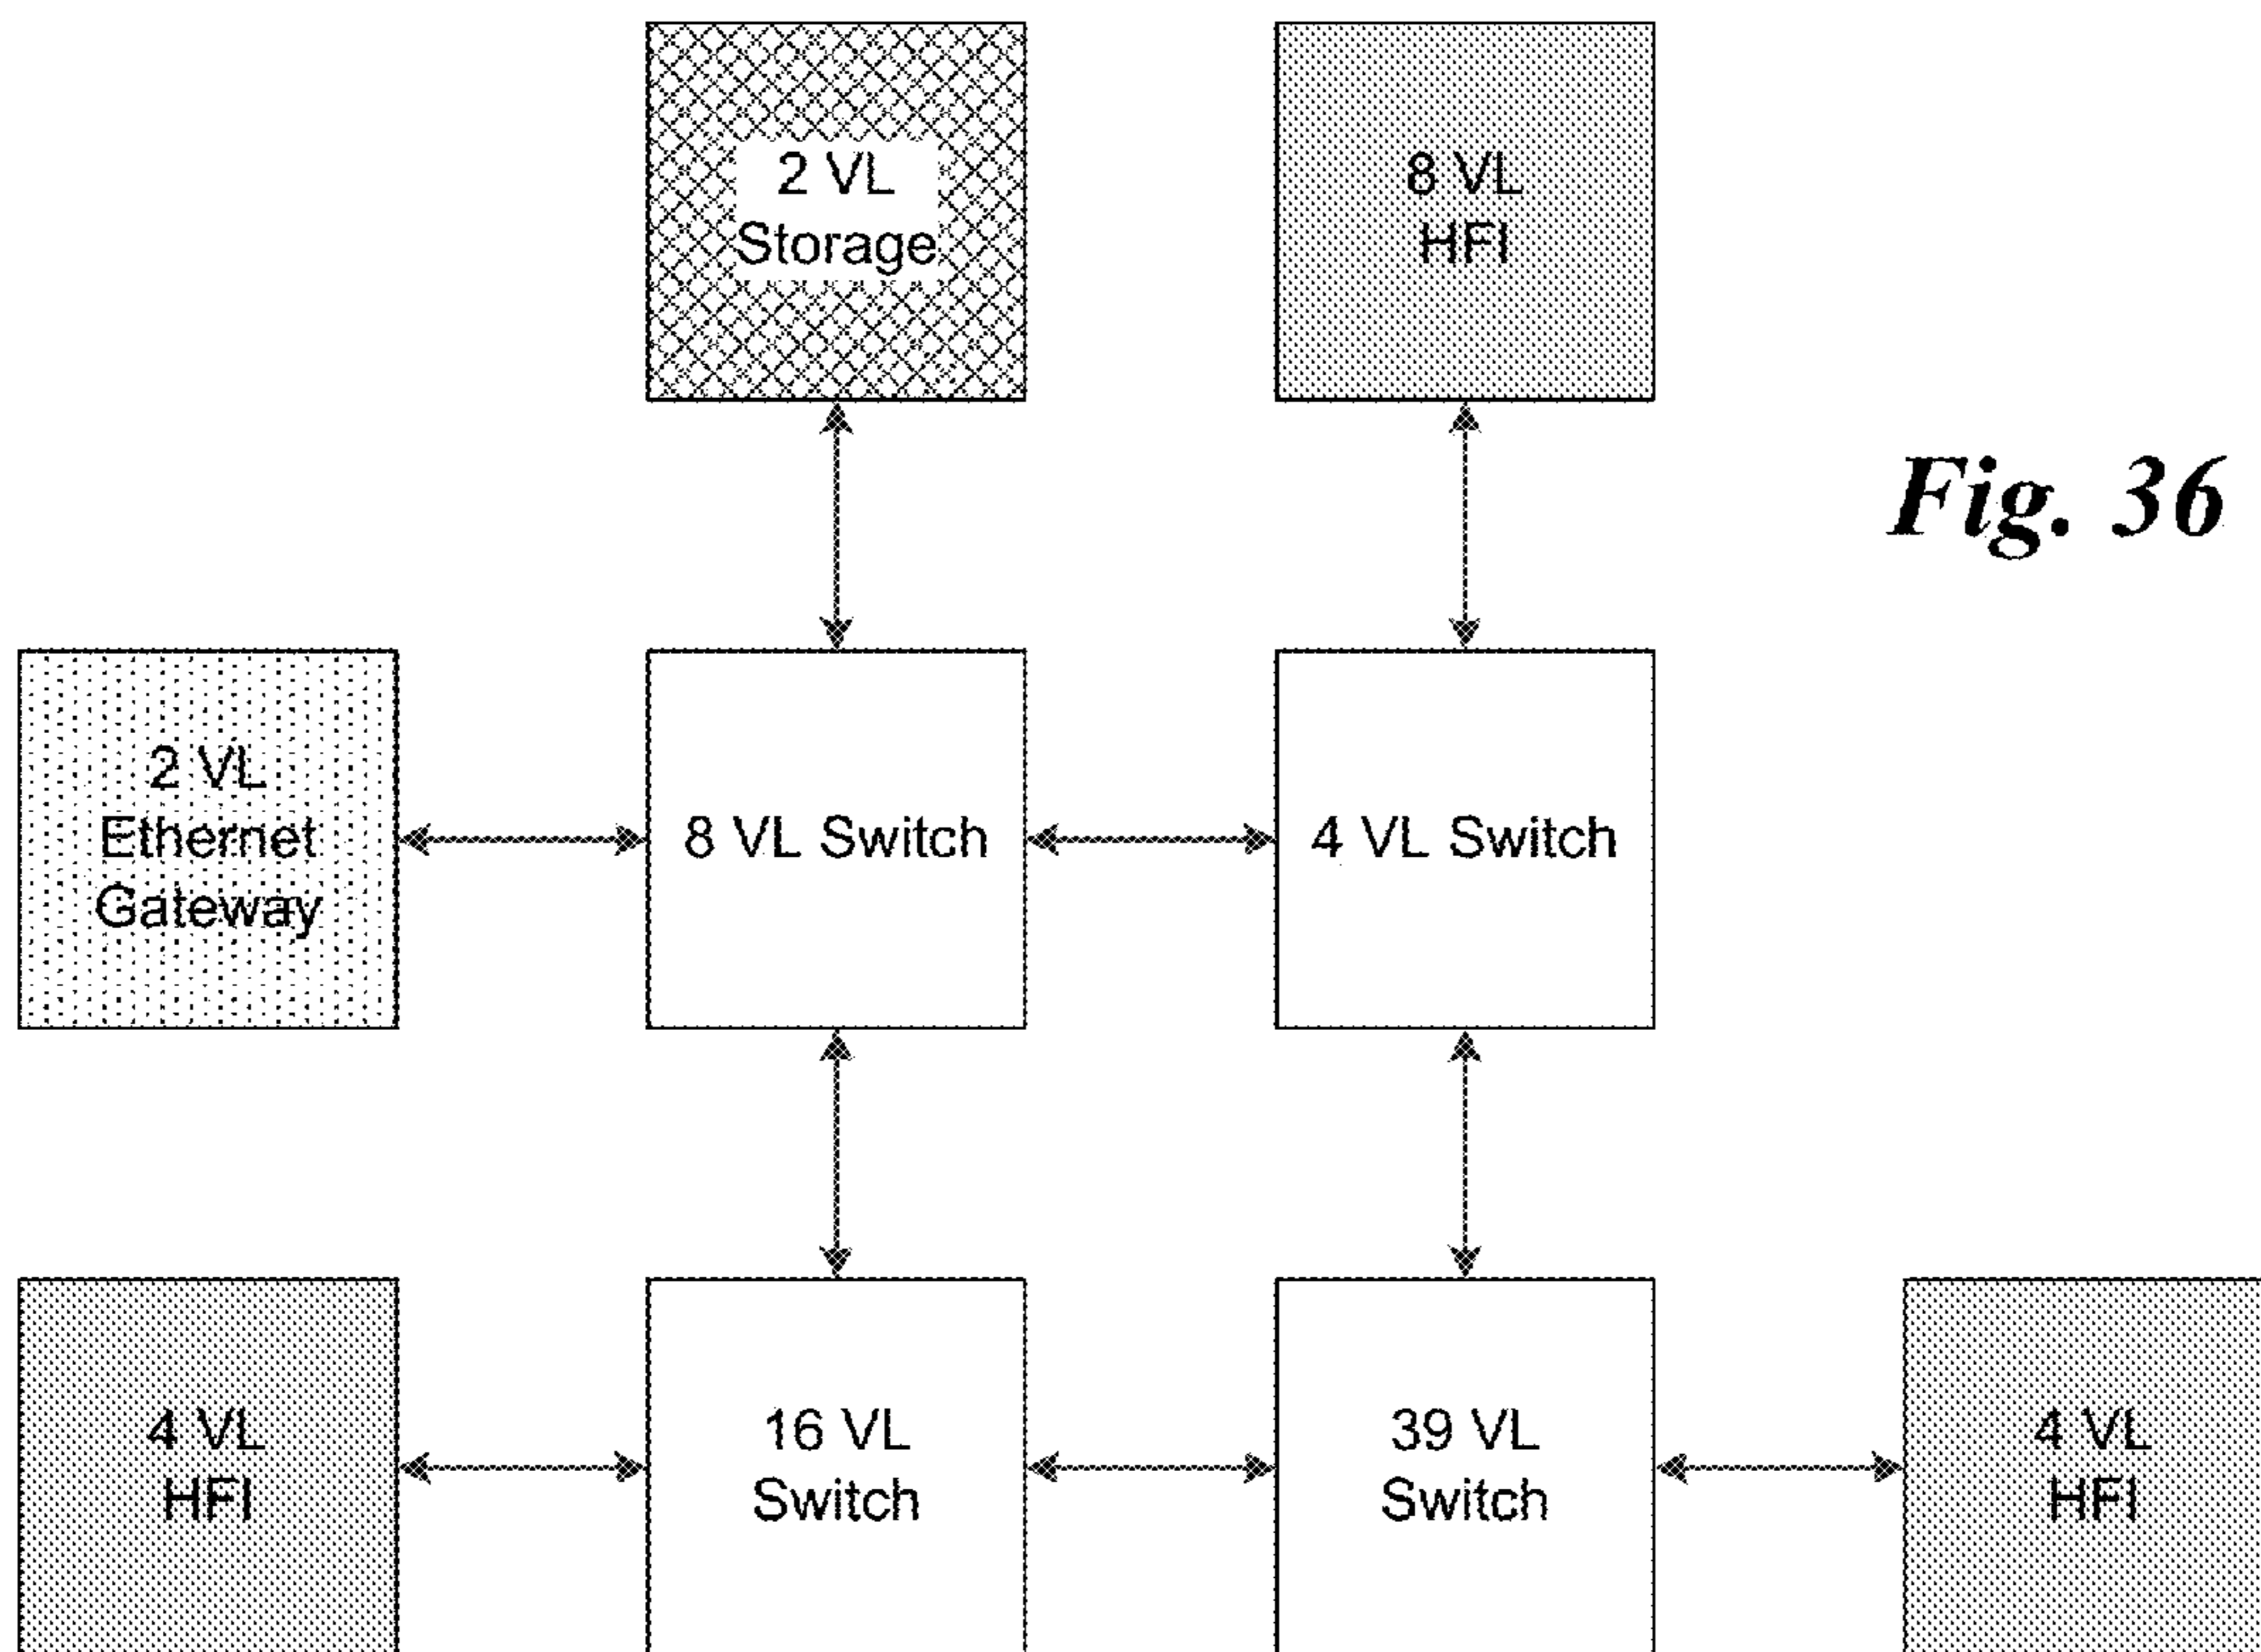 2 VL
Storage
8 VL
HFI
Fig. 36
2 VL
Ethernet
Gateway
8 VL Switch
4 VL Switch
4 VL
HFI
16 VL
Switch
39 VL
Switch
4 VL
HFI